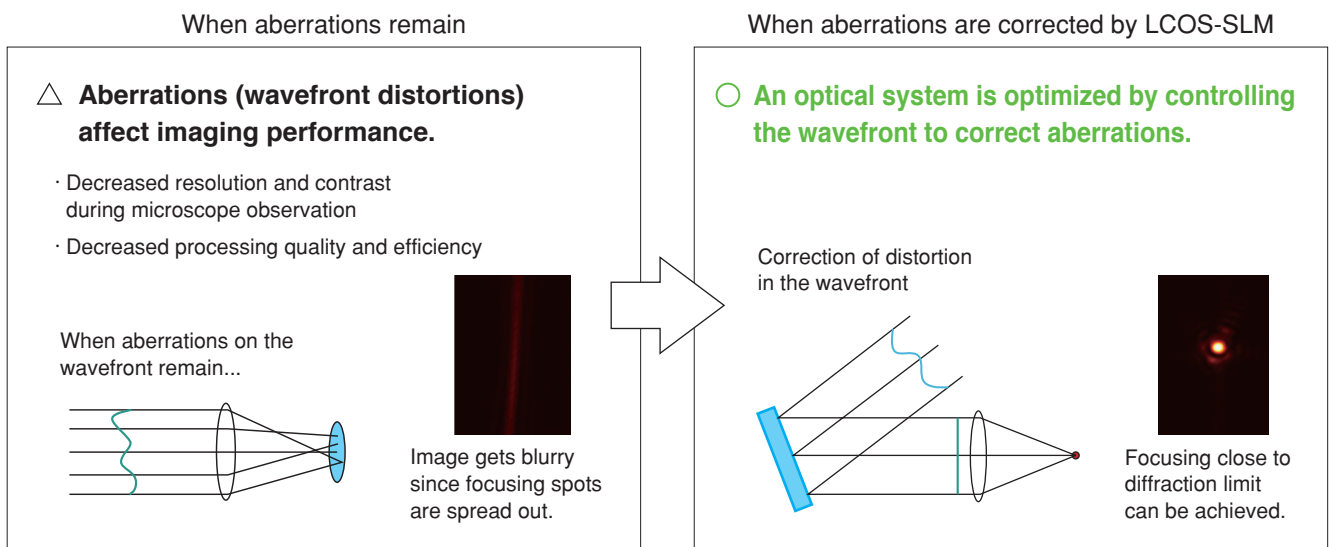 When aberrations remain
△ Aberrations (wavefront distortions)
affect imaging performance.
· Decreased resolution and contrast
during microscope observation
· Decreased processing quality and efficiency
When aberrations on the
wavefront remain...
Image gets blurry
since focusing spots
are spread out.
When aberrations are corrected by LCOS-SLM
○ An optical system is optimized by controlling
the wavefront to correct aberrations.
Correction of distortion
in the wavefront
Focusing close to
diffraction limit
can be achieved.